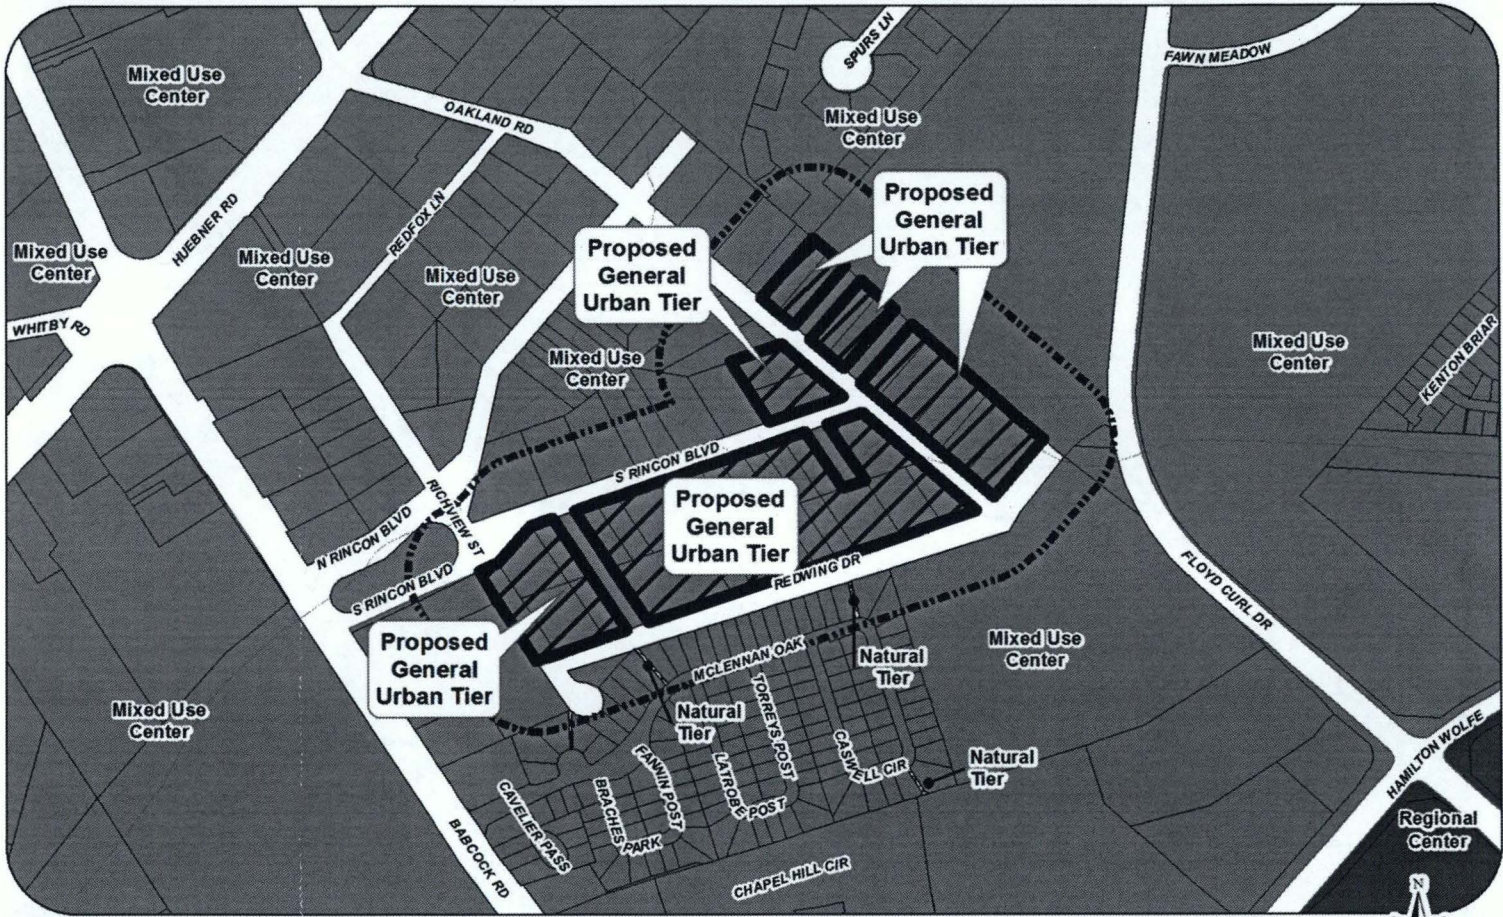 SPURS LN
FAWN MEADOW
Mixed Use
Center
OAKLAND RD
Mixed Use
Center
HUEBNER RD
REDFOX LN
Proposed
General
Urban Tier
Proposed
General
Urban Tier
Mixed Use
Center
Mixed Use
Center
Mixed Use
Center
WHITBY RD
Mixed Use
Center
Mixed Use
Center
KENTON BRIAR
S RINCON BLVD
Proposed
General
Urban Tier
N RINCON BLVD
RICHVIEW ST
S RINCON BLVD
REDWING DR
FLOYD CURL DR
Proposed
General
Urban Tier
MCLENNAN OAK
Natural
Tier
Mixed Use
Center
Mixed Use
Center
Natural
Tier
TORREYS POST
CASWELL CIR
Natural
Tier
FANNIN POST
LATROBE POST
BRACHES PARK
CAVELIER PASS
BABCOCK RD
CHAPEL HILL CIR
HAMILTON WOLFE
Regional
Center
N